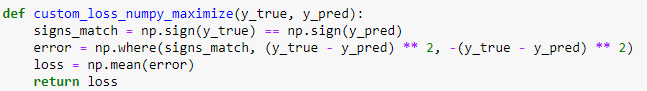 def custom_loss_numpy_maximize(y_true, y_pred):
    signs_match = np.sign(y_true) == np.sign(y_pred)
    error = np.where(signs_match, (y_true - y_pred) ** 2, -(y_true - y_pred) ** 2)
    loss = np.mean(error)
    return loss